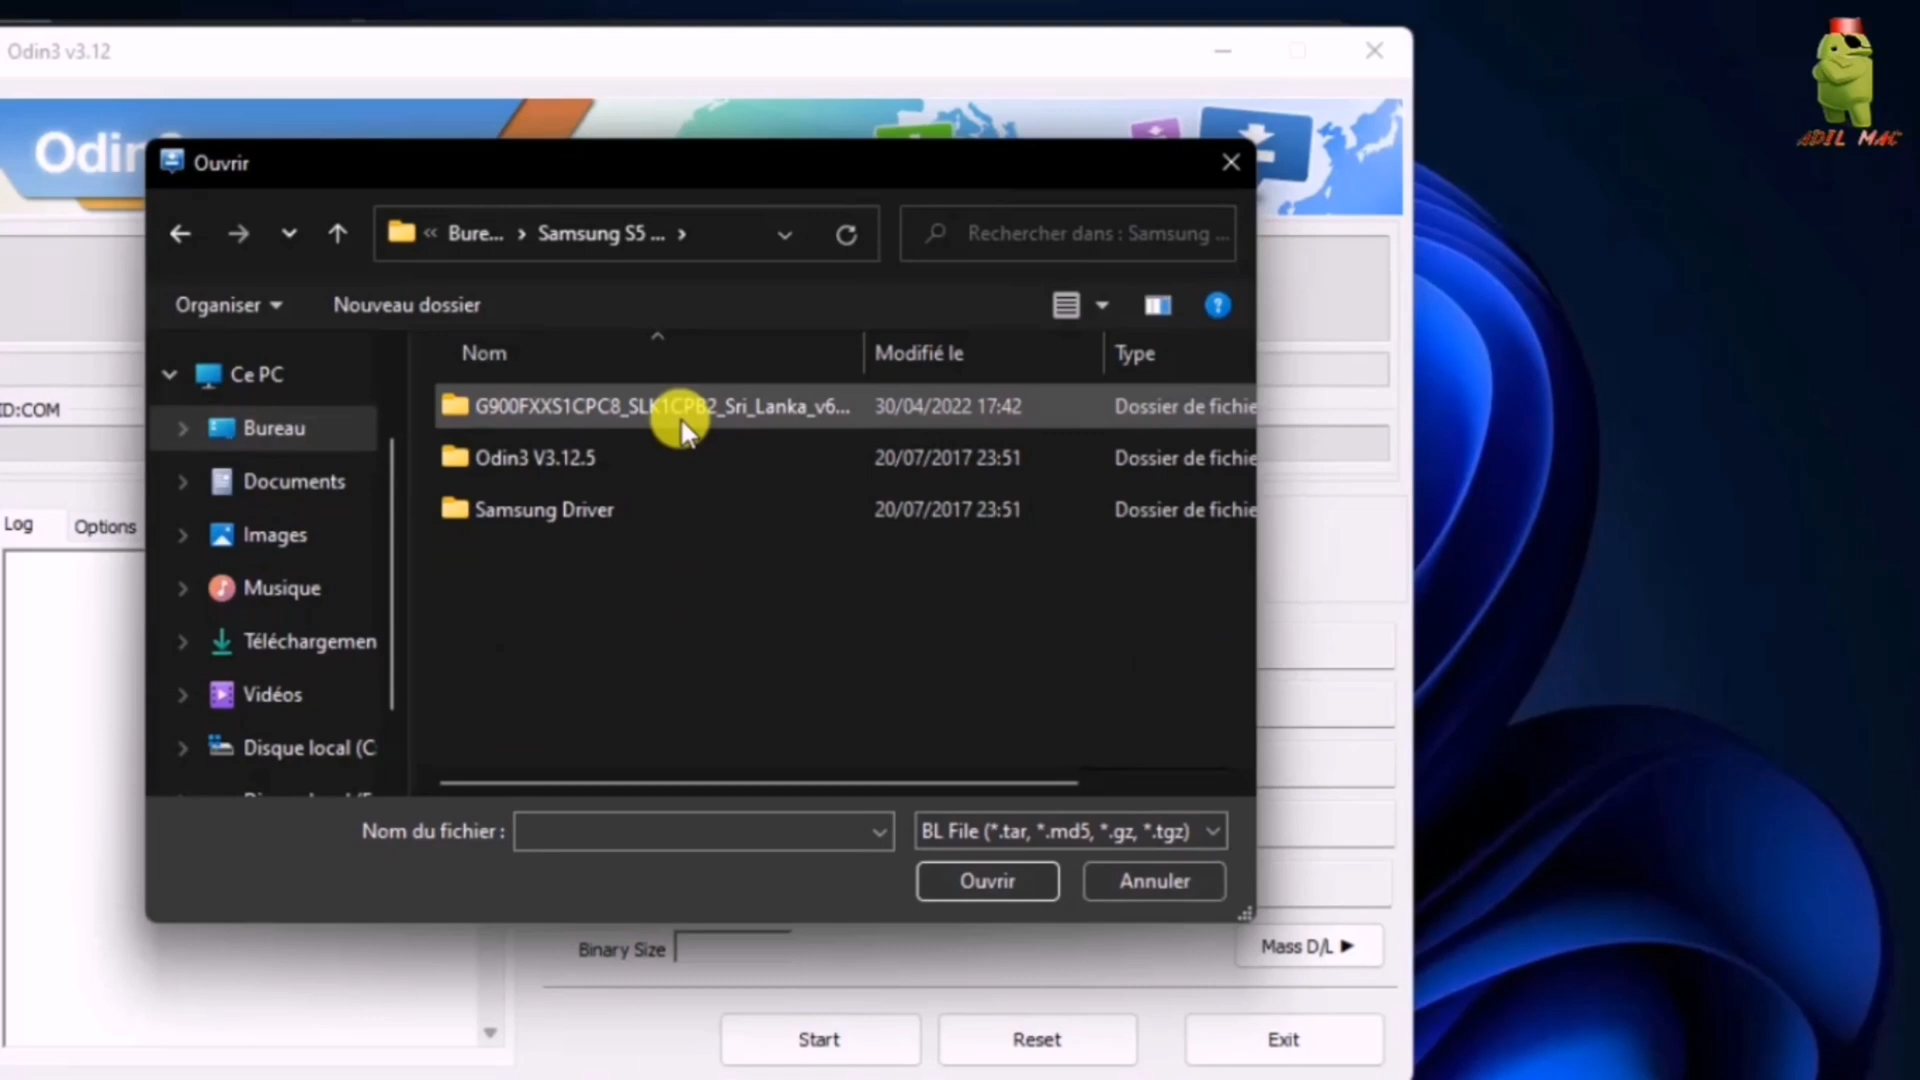 Odin3 v3.12
ADIL MAC
Odin
Ouvrir
« Bure... › Samsung S5 ... ›
Rechercher dans : Samsung ...
Organiser
Nouveau dossier
Nom
Modifié le
Type
Ce PC
G900FXXS1CPC8_SLK1CPB2_Sri_Lanka_v6... 30/04/2022 17:42 Dossier de fichie
ID:COM
Bureau
Odin3 V3.12.5 20/07/2017 23:51 Dossier de fichie
Documents
Samsung Driver 20/07/2017 23:51 Dossier de fichie
Log
Options
Images
Musique
Téléchargemen
Vidéos
Disque local (C
Nom du fichier :
BL File (*.tar, *.md5, *.gz, *.tgz)
Ouvrir
Annuler
Binary Size
Mass D/L ►
Start
Reset
Exit